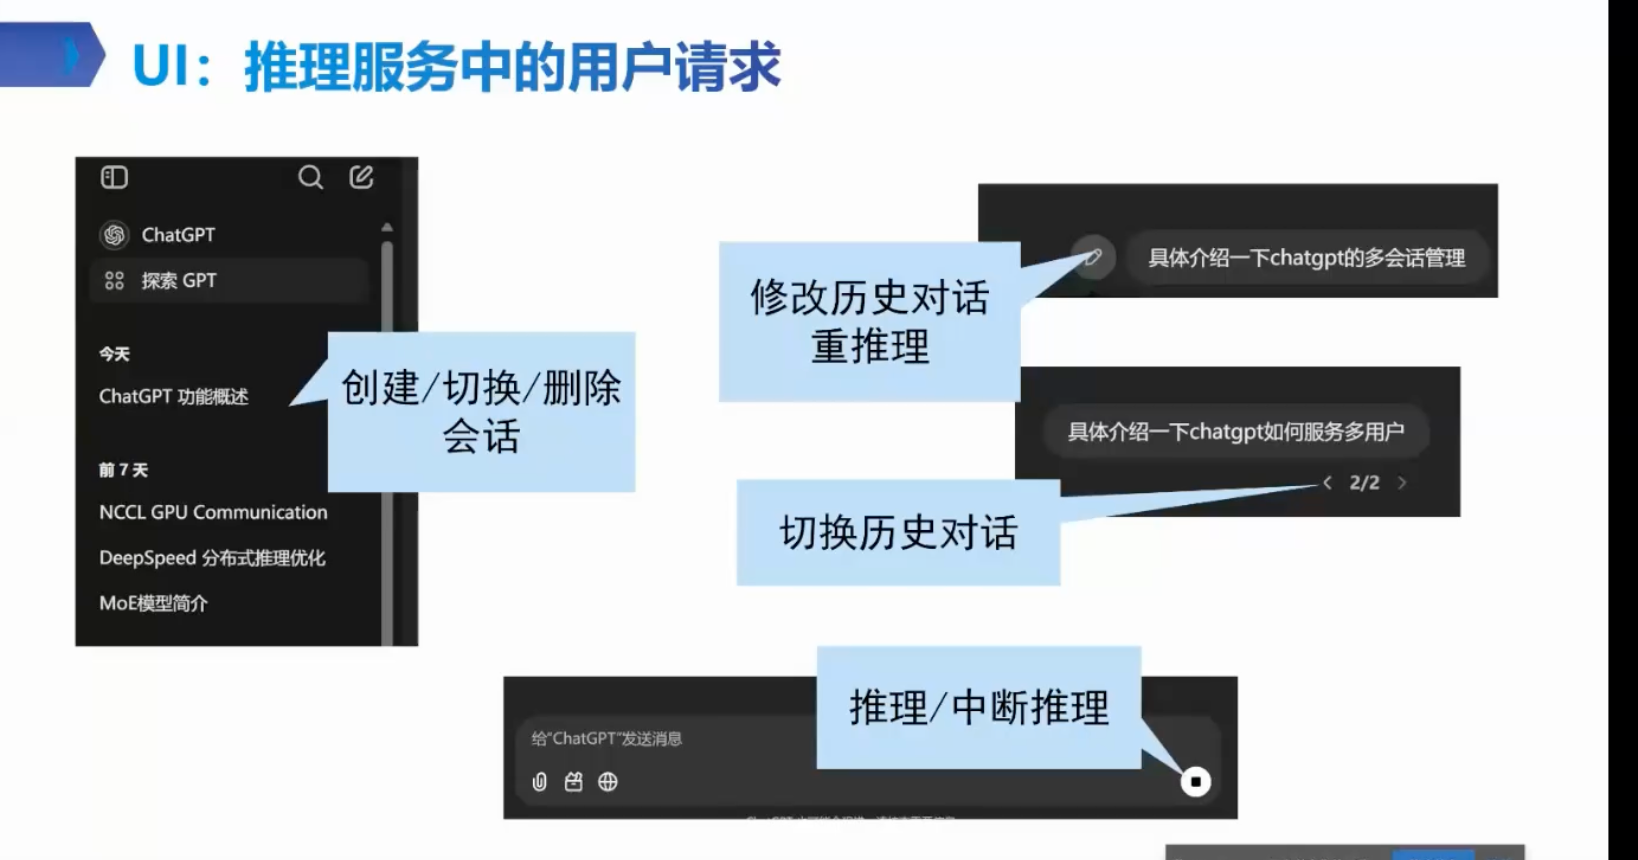 UI：推理服务中的用户请求
ChatGPT
探索 GPT
今天
ChatGPT 功能概述
前 7 天
NCCL GPU Communication
DeepSpeed 分布式推理优化
MoE模型简介
创建/切换/删除
会话
具体介绍一下chatgpt的多会话管理
修改历史对话
重推理
具体介绍一下chatgpt如何服务多用户
2/2
切换历史对话
推理/中断推理
给“ChatGPT”发送消息